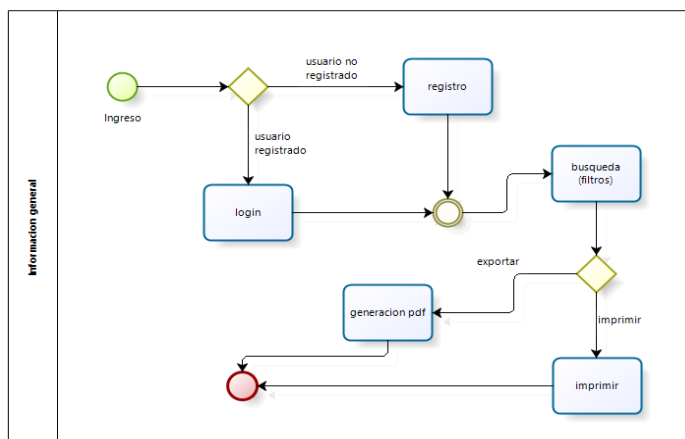 Informacion general
Ingreso
usuario no
registrado
registro
usuario
registrado
login
busqueda
(filtros)
exportar
generacion pdf
imprimir
imprimir